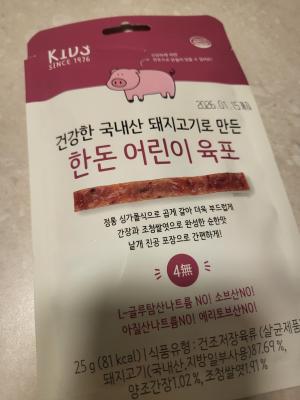 KIDS
SINCE 1976
2026.01.15
건강한 국내산 돼지고기로 만든
한돈 어린이 육포
정통 싱가폴식으로 곱게 갈아 더욱 부드럽게
간장과 조청쌀엿으로 완성한 순한맛
낱개 진공 포장으로 간편하게!
4無
L-글루탐산나트륨 NO! 소브산NO!
아질산나트륨 NO! 에리토브산NO!
25 g (81 kcal) | 식품유형 : 건조저장육류 (살균제품)
돼지고기(국내산,지방일부사용)87.69 %,
양조간장1.02 %, 조청쌀엿1.91%